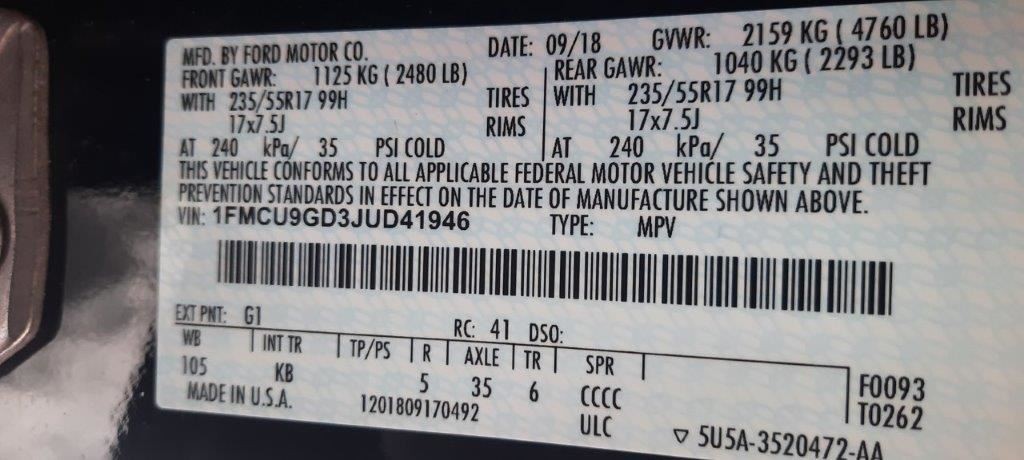 MFD. BY FORD MOTOR CO. DATE: 09/18 GVWR: 2159 KG ( 4760 LB)
FRONT GAWR: 1125 KG ( 2480 LB) REAR GAWR: 1040 KG ( 2293 LB)
WITH 235/55R17 99H TIRES WITH 235/55R17 99H TIRES
17x7.5J RIMS 17x7.5J RIMS
AT 240 kPa/ 35 PSI COLD AT 240 kPa/ 35 PSI COLD
THIS VEHICLE CONFORMS TO ALL APPLICABLE FEDERAL MOTOR VEHICLE SAFETY AND THEFT
PREVENTION STANDARDS IN EFFECT ON THE DATE OF MANUFACTURE SHOWN ABOVE.
VIN: 1FMCU9GD3JUD41946 TYPE: MPV
EXT PNT: G1 RC: 41 DSO:
WB INT TR TP/PS R AXLE TR SPR
105 KB 5 35 6 CCCC F0093
MADE IN U.S.A. 1201809170492 ULC T0262
5U5A-3520472-AA